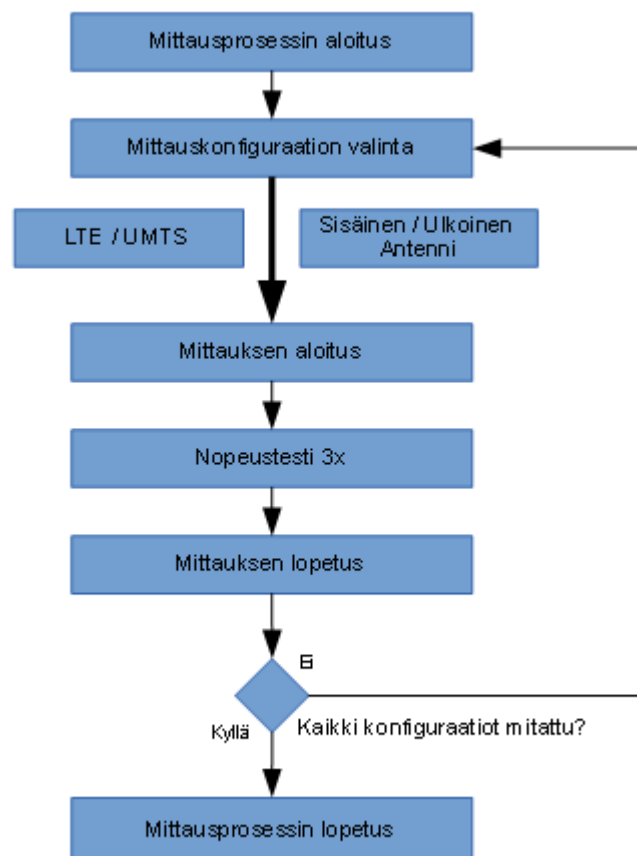 Mittausprosessin aloitus
Mittauskonfiguraation valinta
LTE / UMTS
Sisäinen / Ulkoinen
Antenni
Mittauksen aloitus
Nopeustesti 3x
Mittauksen lopetus
Ei
Kyllä
Kaikki konfiguraatiot mitattu?
Mittausprosessin lopetus